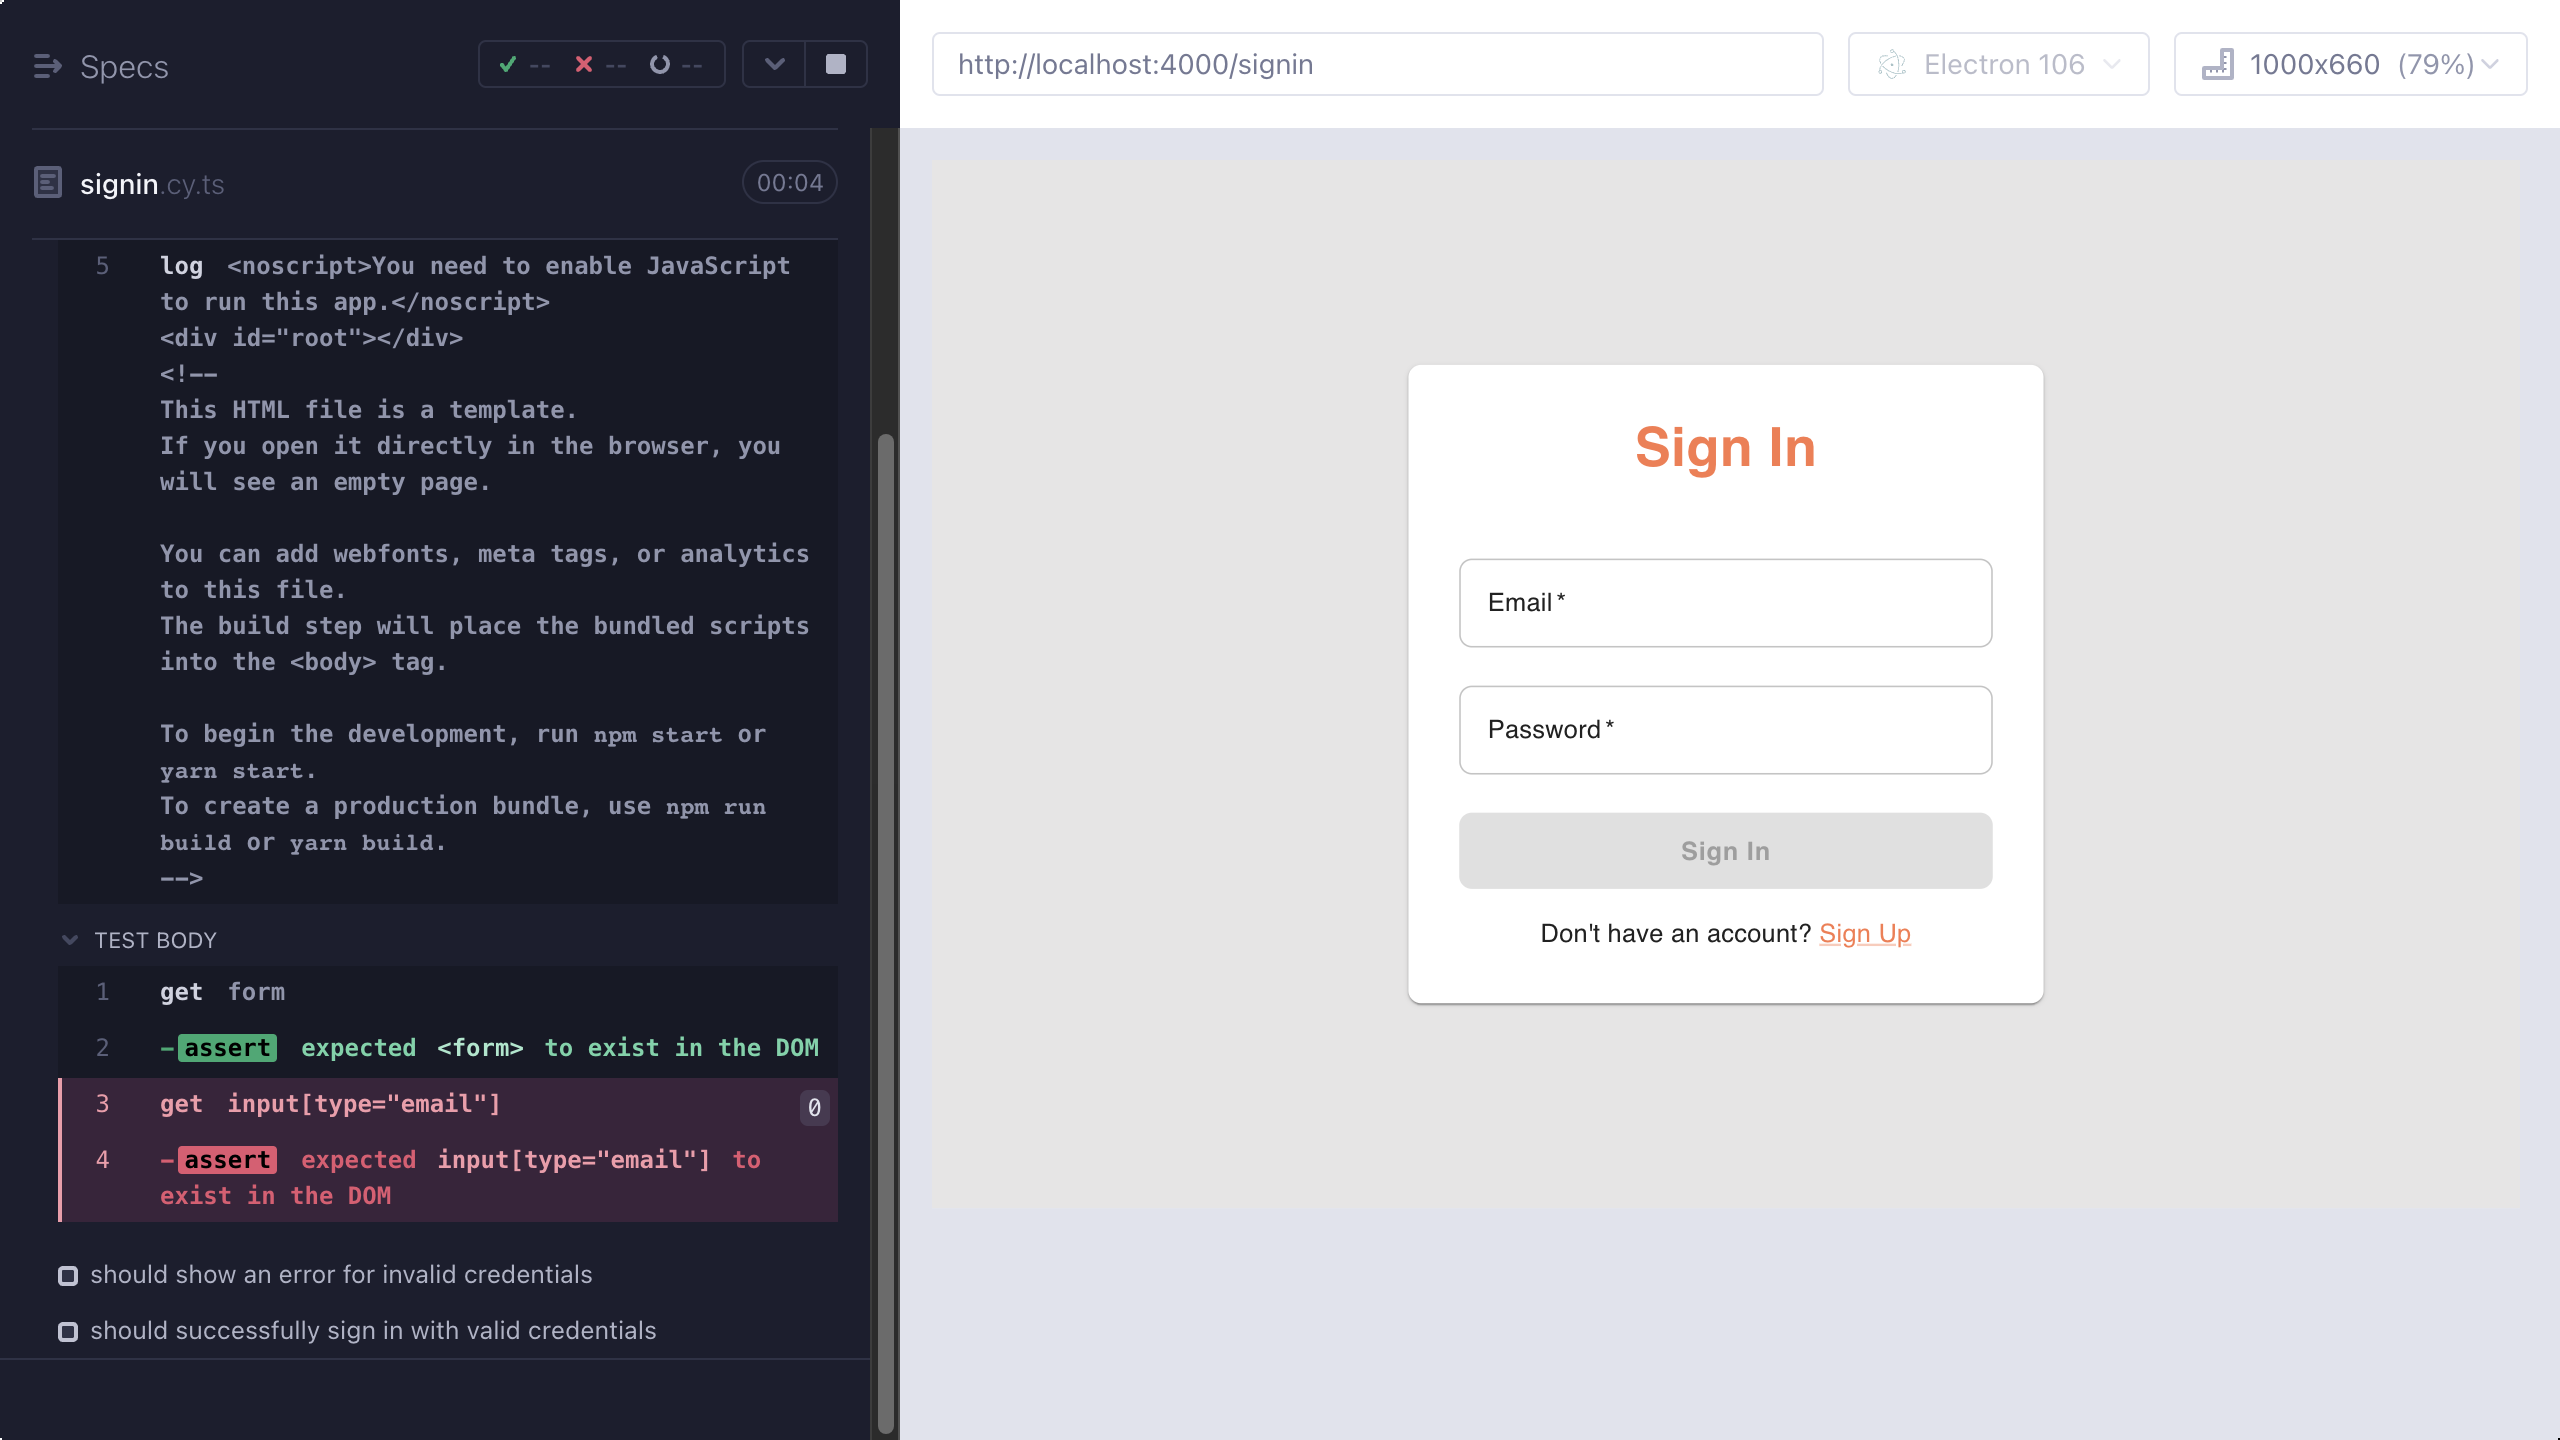 Specs
-- -- --
signin.cy.ts
00:04
5 log <noscript>You need to enable JavaScript
to run this app.</noscript>
<div id="root"></div>
<!--
This HTML file is a template.
If you open it directly in the browser, you
will see an empty page.
You can add webfonts, meta tags, or analytics
to this file.
The build step will place the bundled scripts
into the <body> tag.
To begin the development, run npm start or
yarn start.
To create a production bundle, use npm run
build or yarn build.
-->
TEST BODY
1 get form
2 -assert expected <form> to exist in the DOM
3 get input[type="email"] 0
4 -assert expected input[type="email"] to
exist in the DOM
should show an error for invalid credentials
should successfully sign in with valid credentials
http://localhost:4000/signin
Electron 106
1000x660 (79%)
Sign In
Email *
Password *
Sign In
Don't have an account? Sign Up